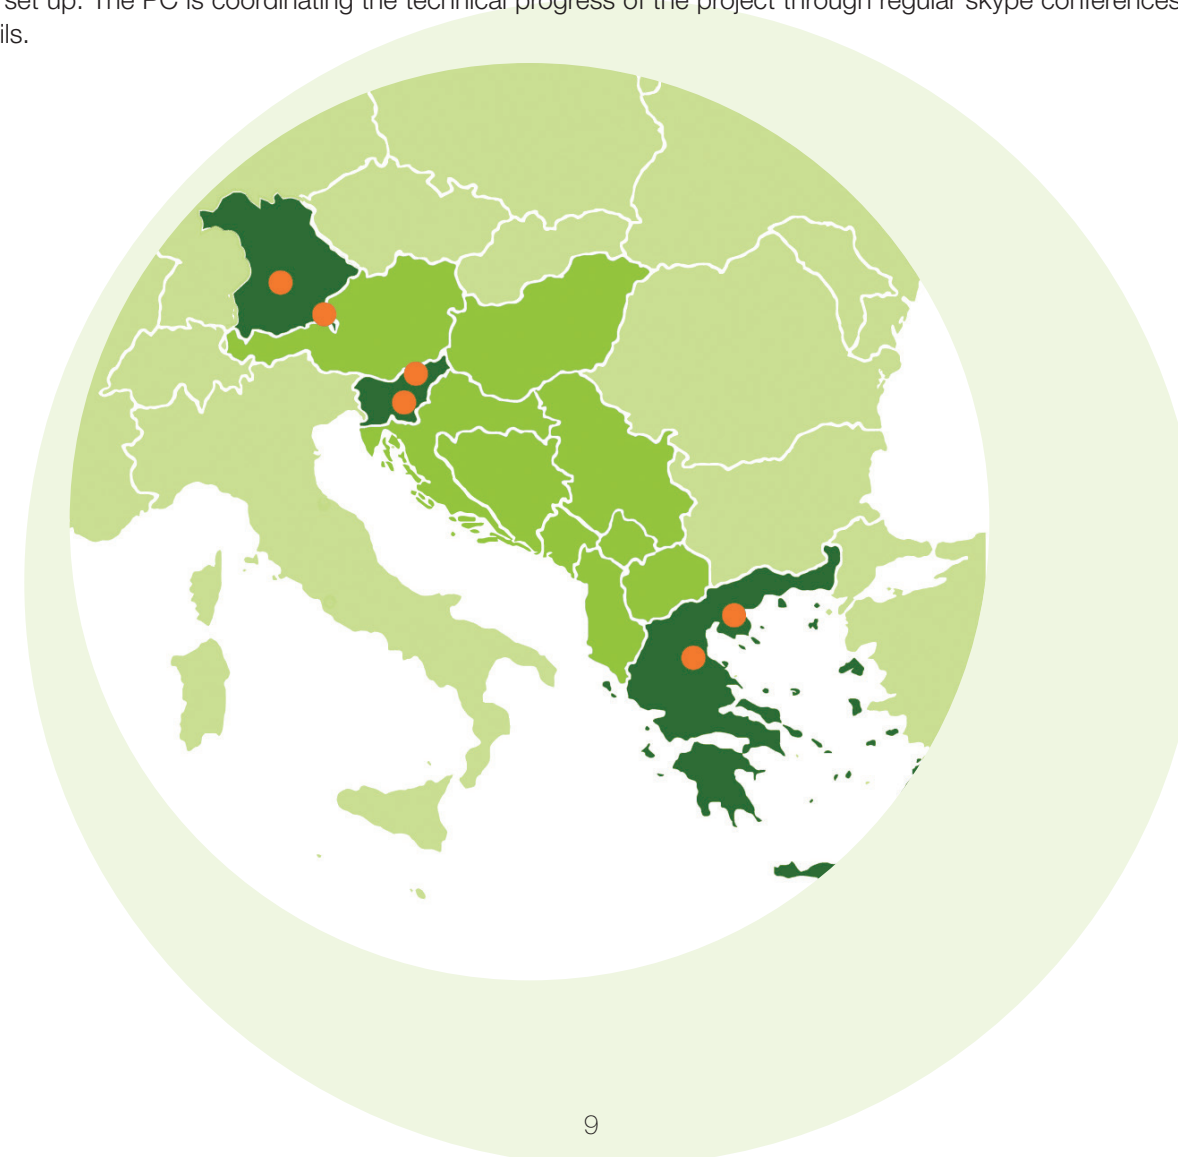 set up. The PC is coordinating the technical progress of the project through regular skype conferences
ils.
9